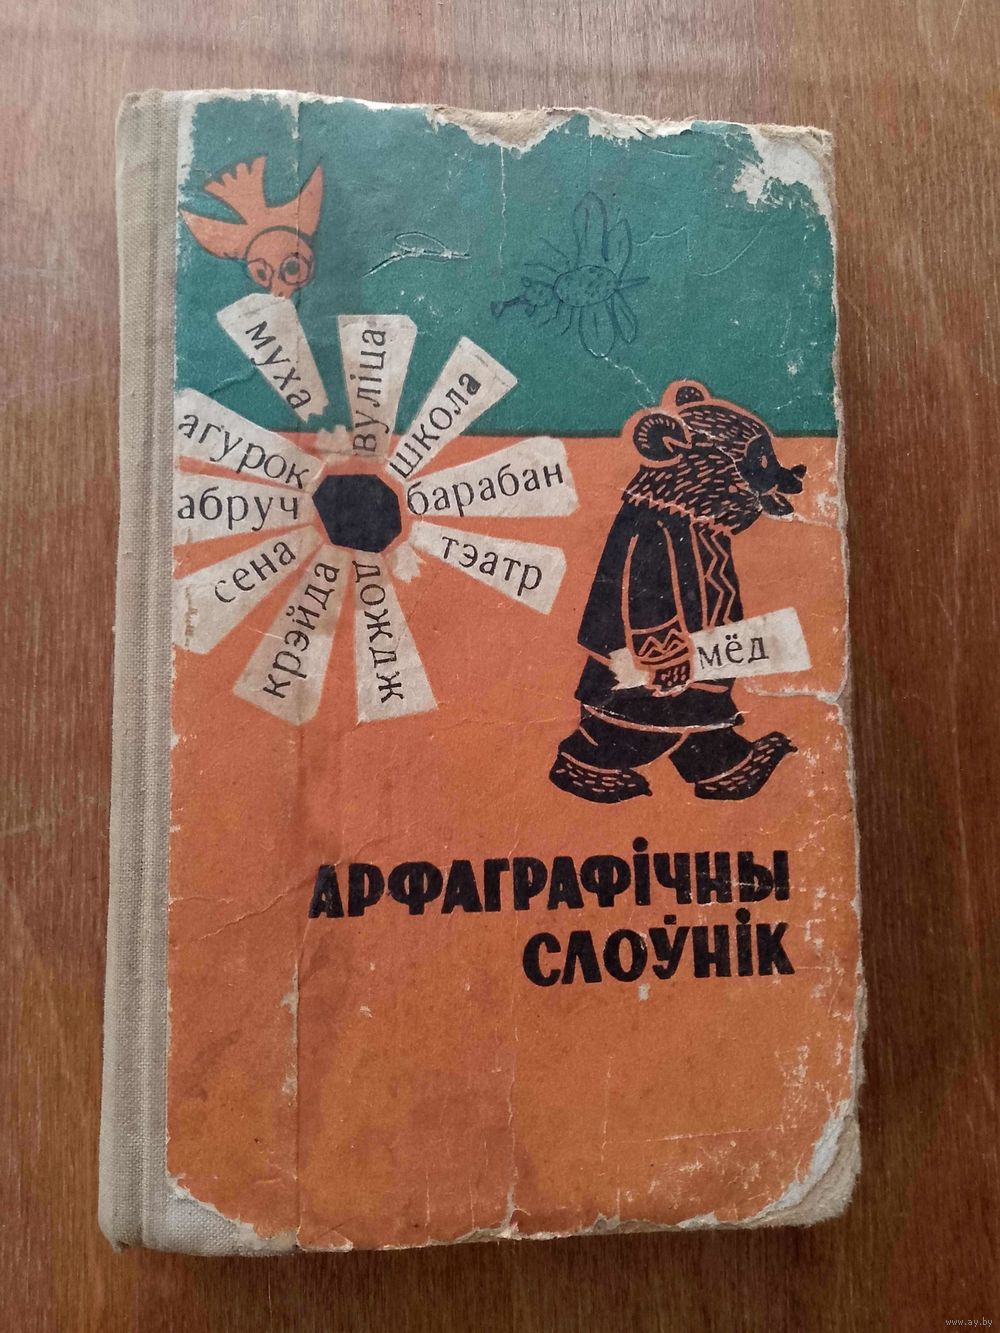 муха
вуліца
школа
агурок
барабан
абруч
тэатр
сена
крэйда
дождж
мёд
АРФАГРАФІЧНЫ
СЛОЎНІК
www.ay.by